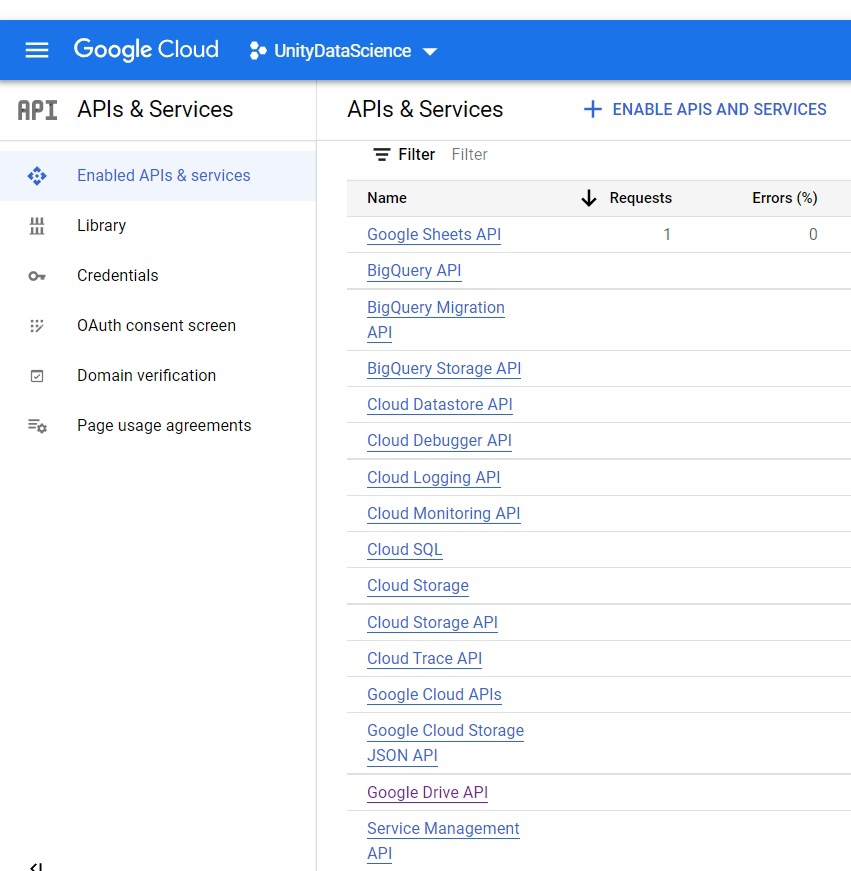 Google Cloud
UnityDataScience
API
APIs & Services
Enabled APIs & services
Library
Credentials
OAuth consent screen
Domain verification
Page usage agreements
APIs & Services
ENABLE APIS AND SERVICES
Filter Filter
Name Requests Errors (%)
Google Sheets API 1 0
BigQuery API
BigQuery Migration
API
BigQuery Storage API
Cloud Datastore API
Cloud Debugger API
Cloud Logging API
Cloud Monitoring API
Cloud SQL
Cloud Storage
Cloud Storage API
Cloud Trace API
Google Cloud APIs
Google Cloud Storage
JSON API
Google Drive API
Service Management
API